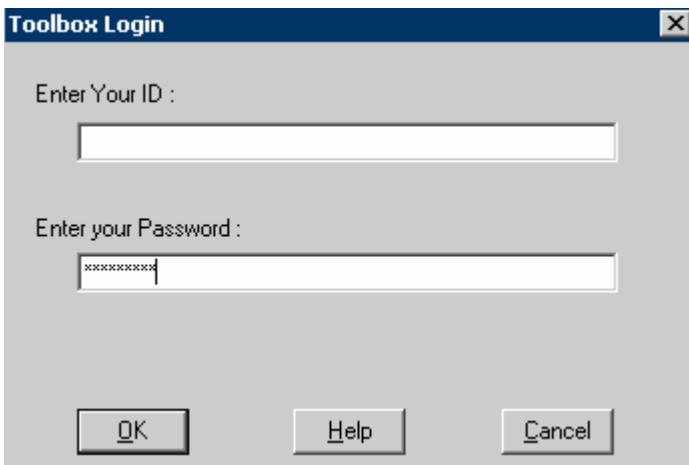 Toolbox Login
Enter Your ID :
Enter your Password :
×××××××××
OK Help Cancel